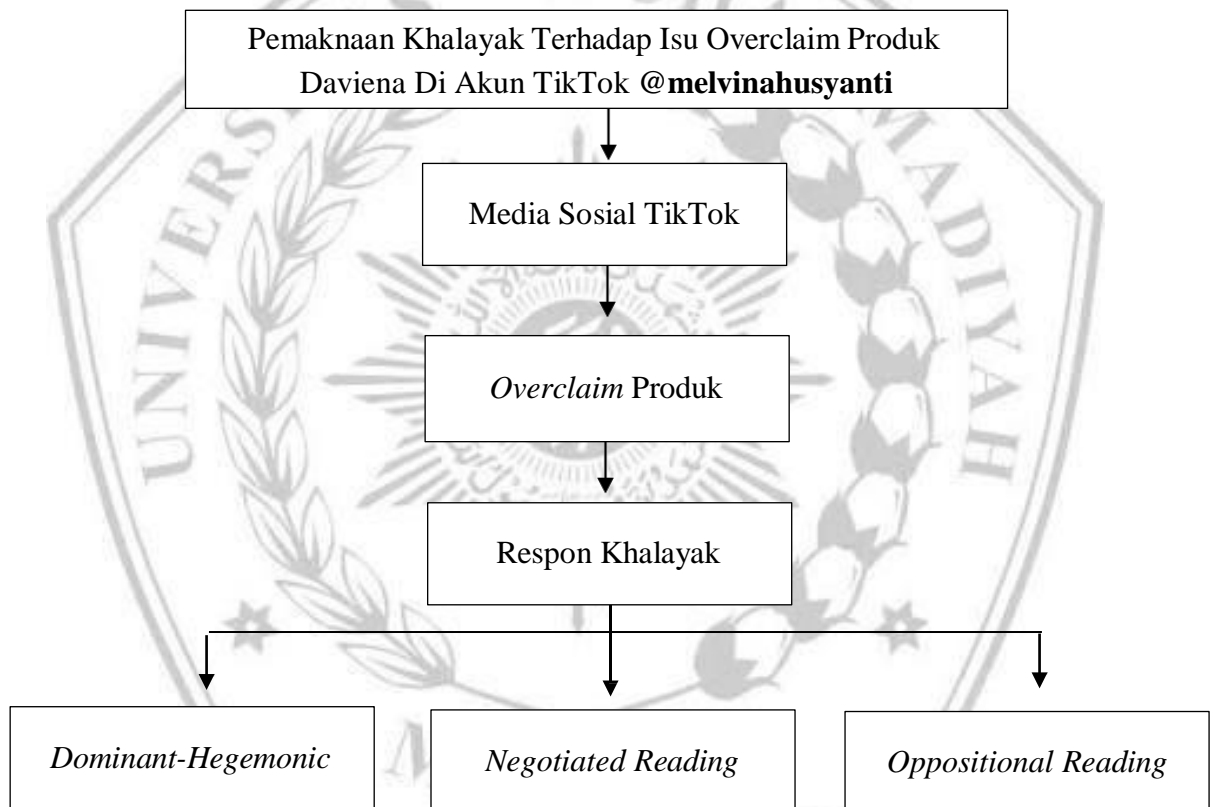 Pemaknaan Khalayak Terhadap Isu Overclaim Produk
Daviena Di Akun TikTok @melvinahusyanti
Media Sosial TikTok
Overclaim Produk
Respon Khalayak
Dominant-Hegemonic
Negotiated Reading
Oppositional Reading